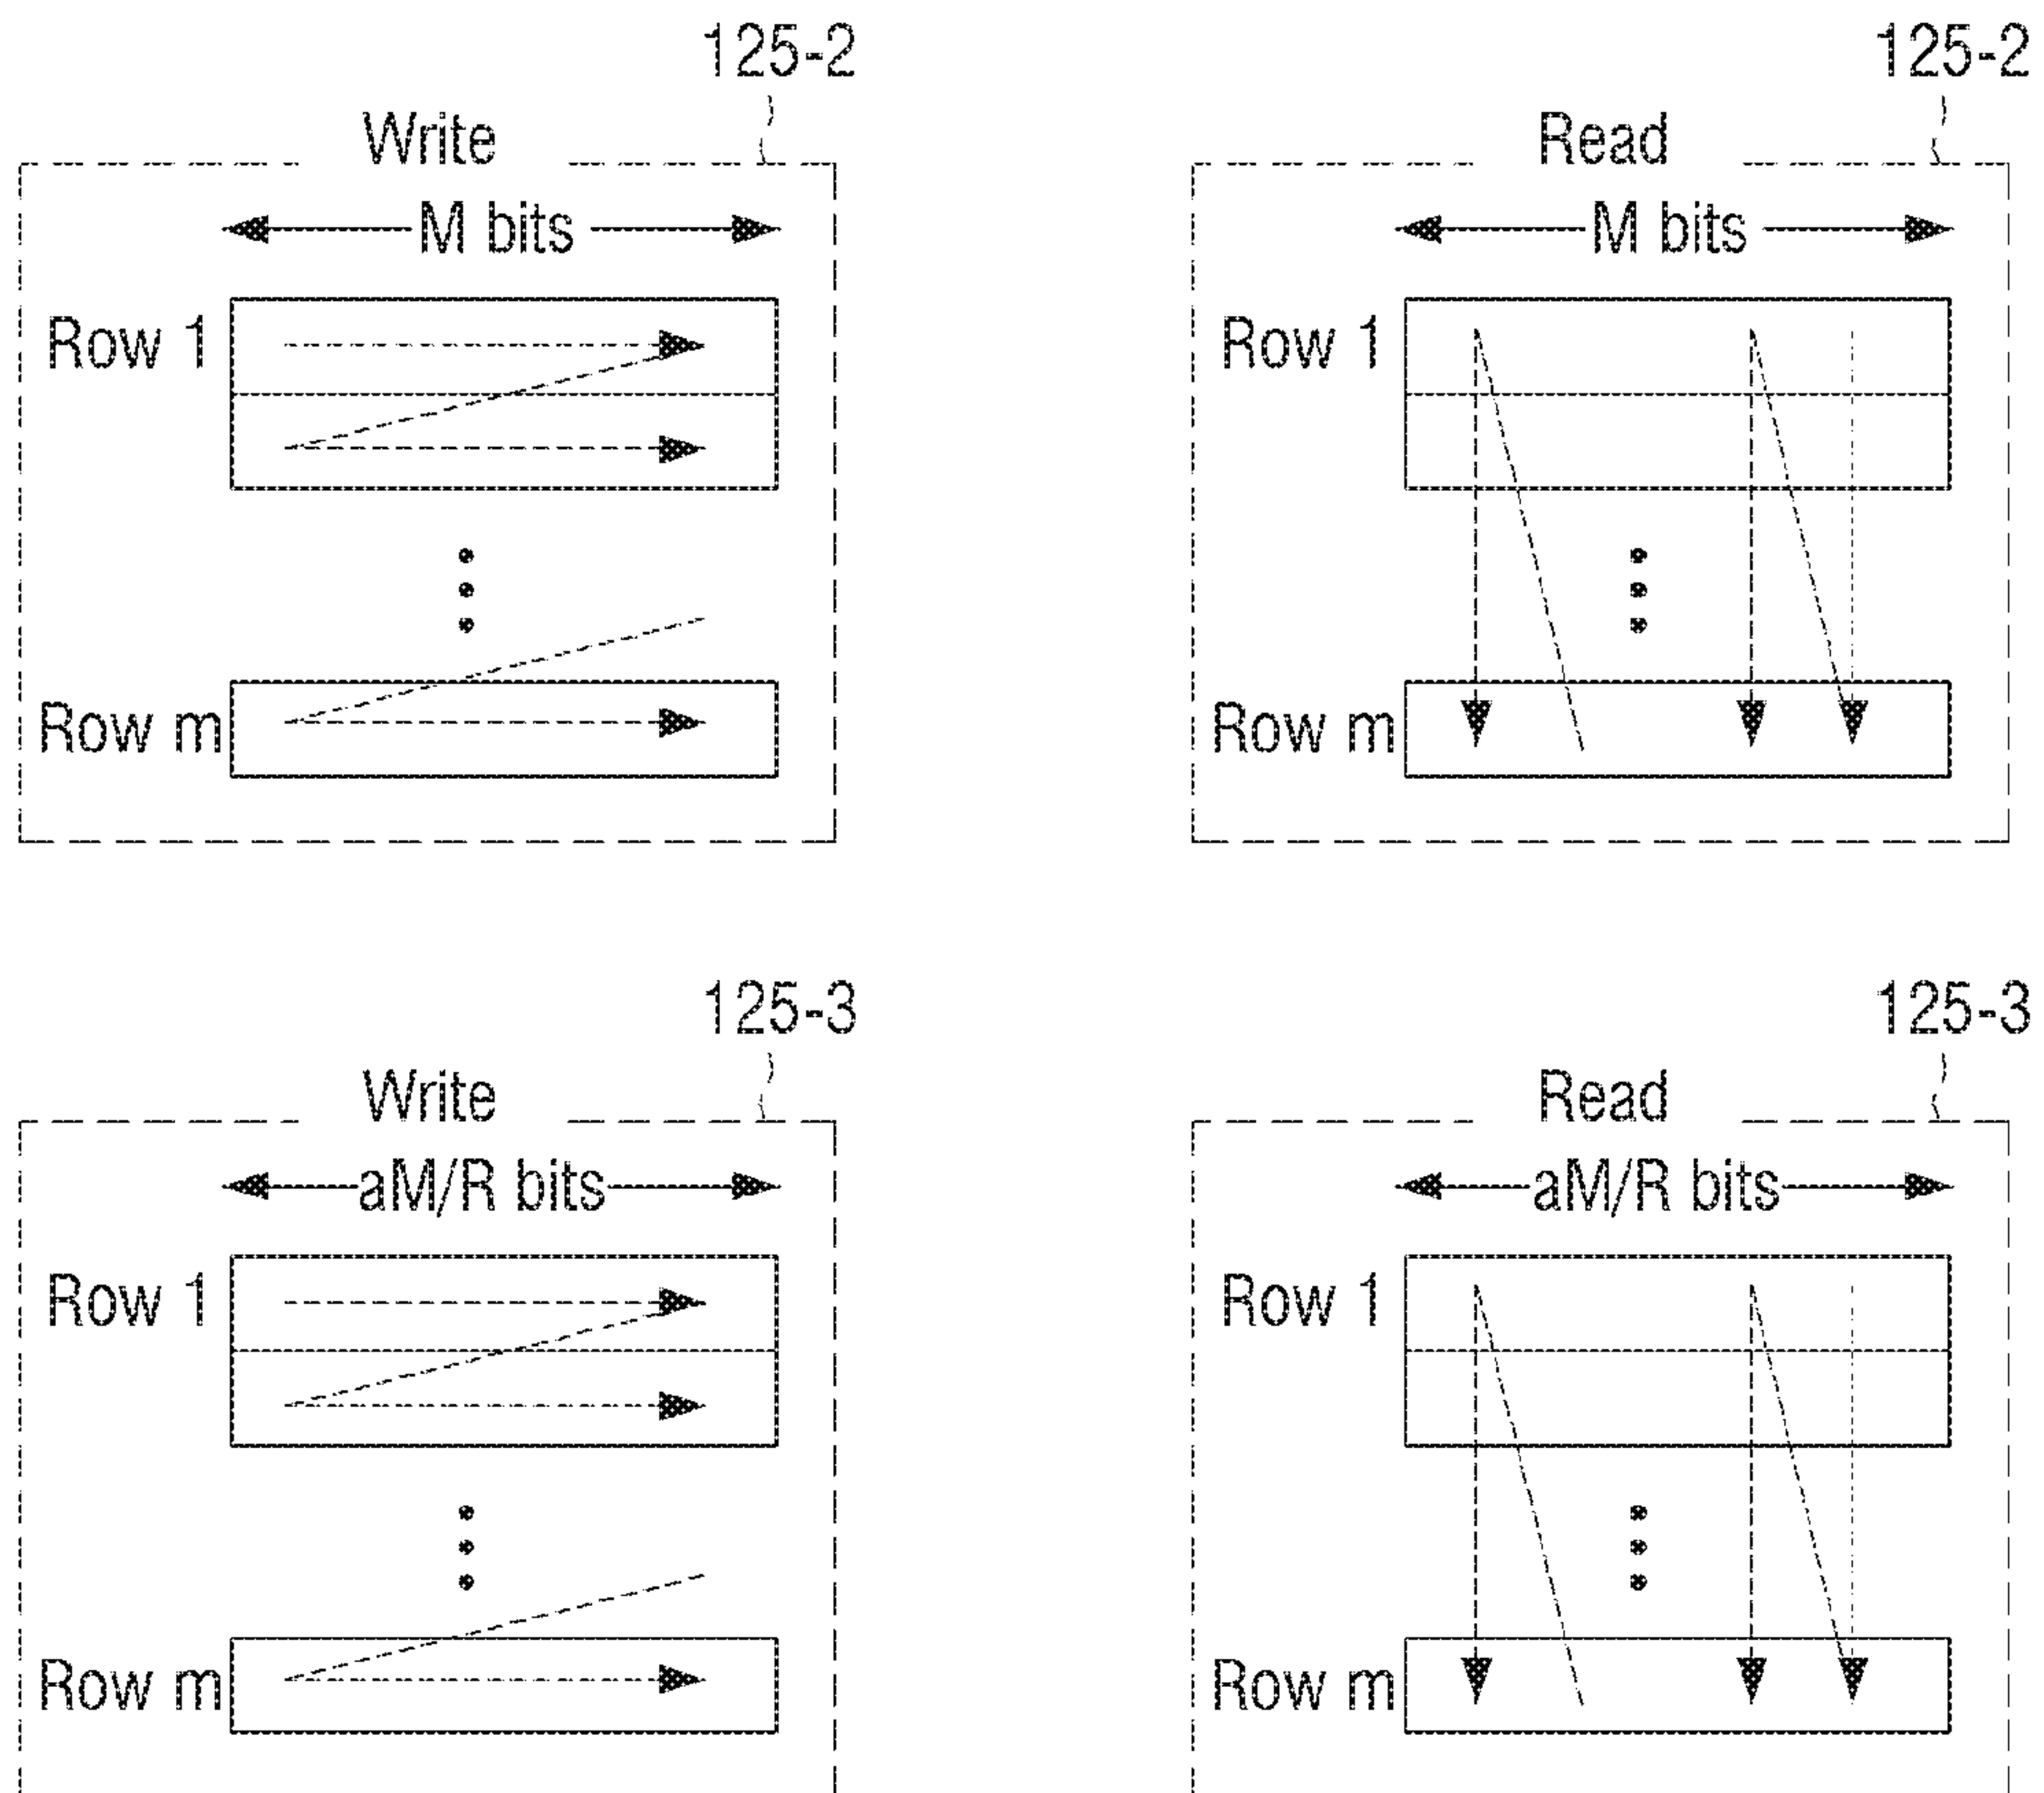 125-2
Write
M bits
Row 1
Row m
125-2
Read
M bits
Row 1
Row m
125-3
Write
aM/R bits
Row 1
Row m
125-3
Read
aM/R bits
Row 1
Row m